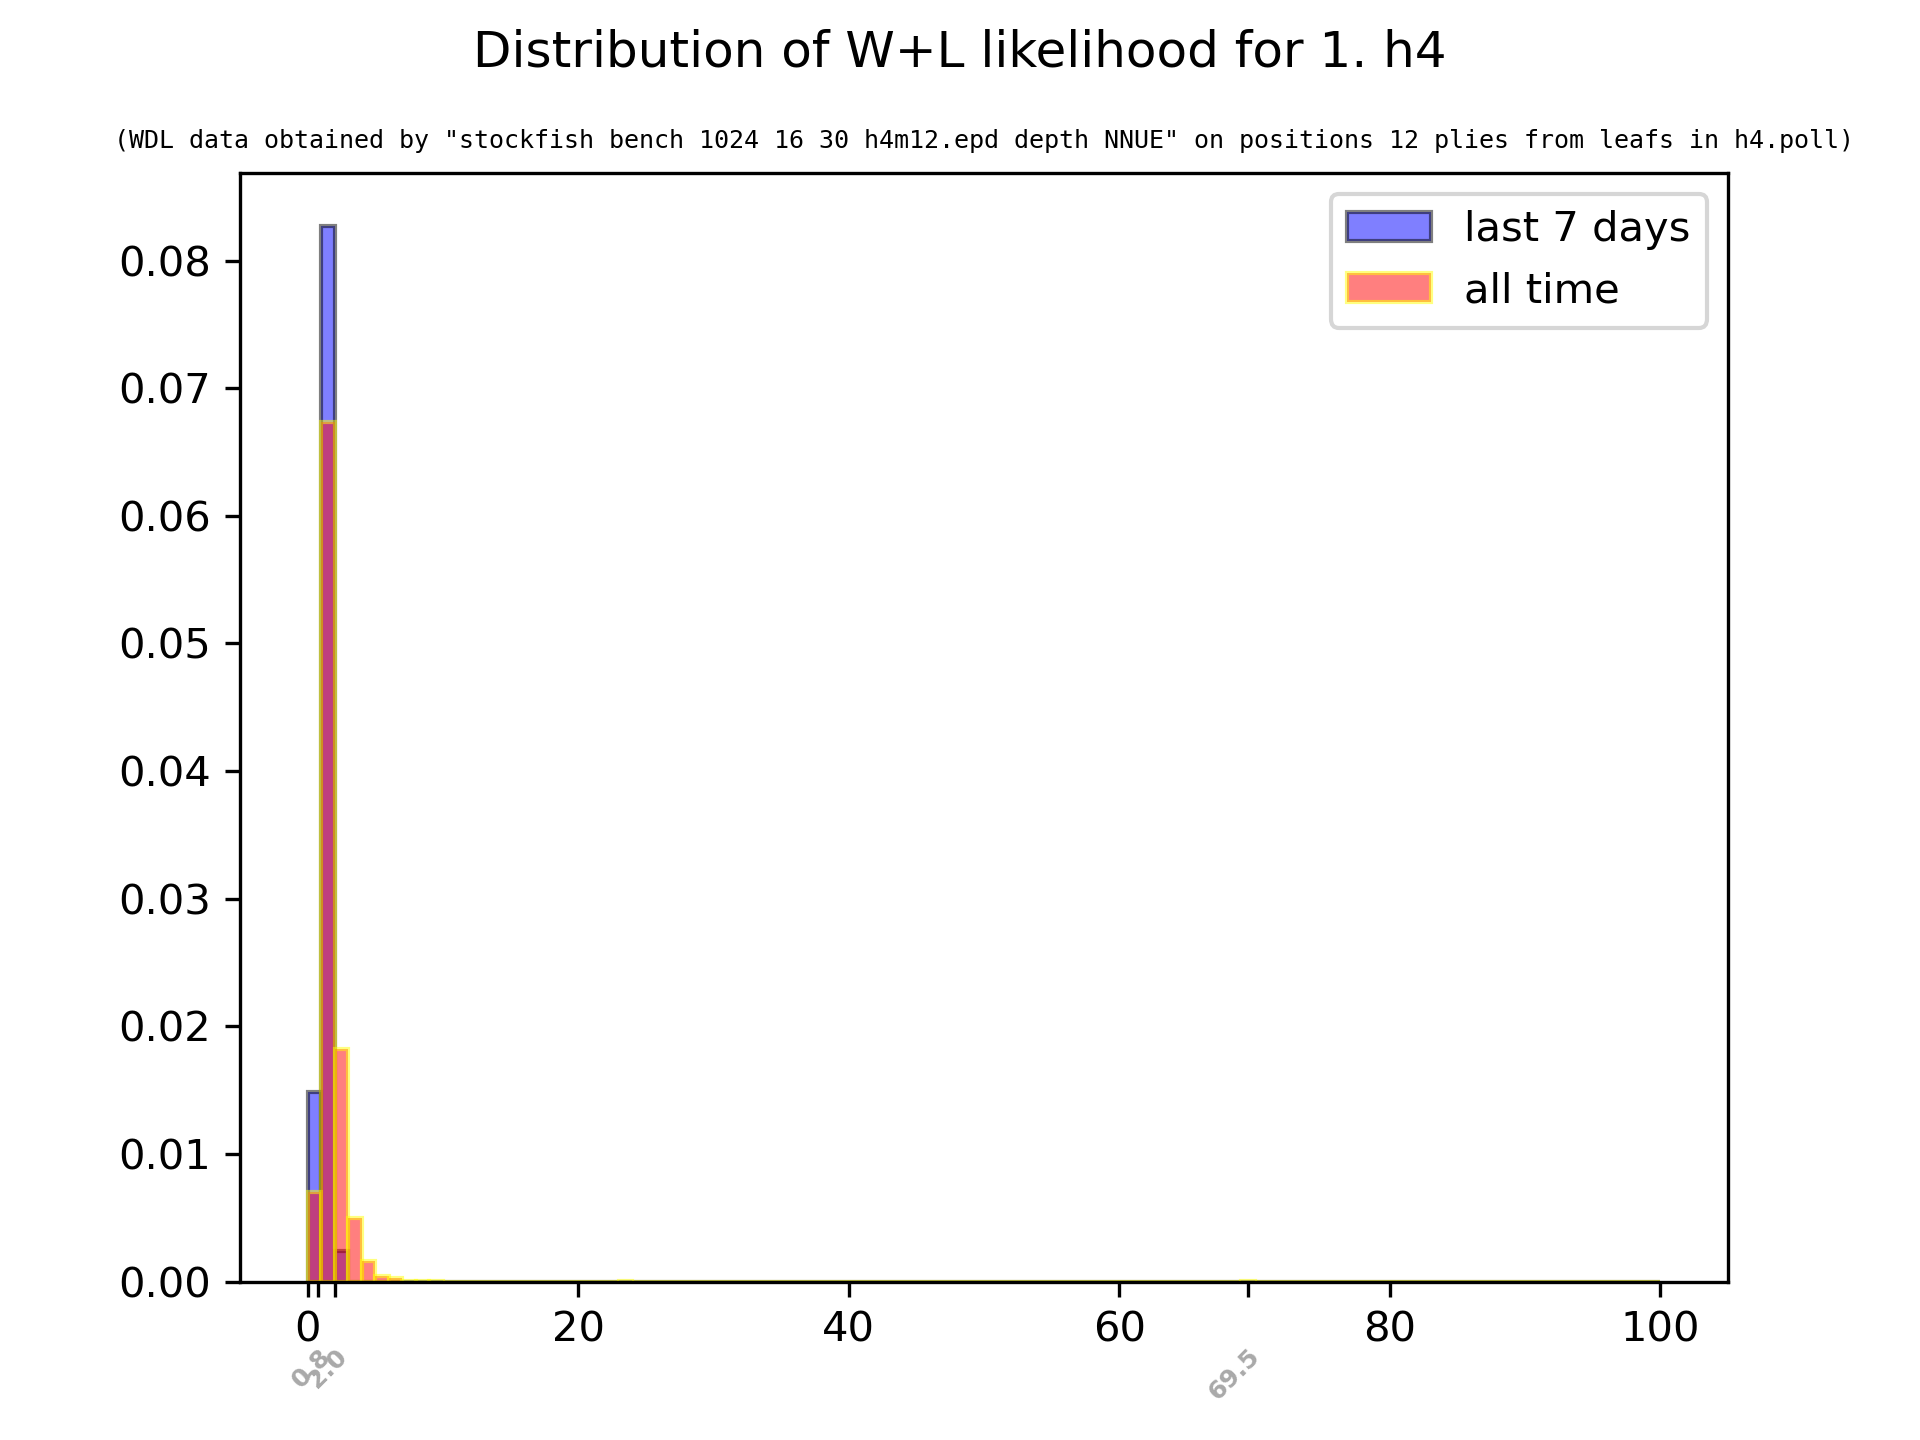 Distribution of W+L likelihood for 1. h4
(WDL data obtained by "stockfish bench 1024 16 30 h4m12.epd depth NNUE" on positions 12 plies from leafs in h4.poll)
last 7 days
all time
0.08
0.07
0.06
0.05
0.04
0.03
0.02
0.01
0.00
0 20 40 60 80 100
0.8 2.0 69.5